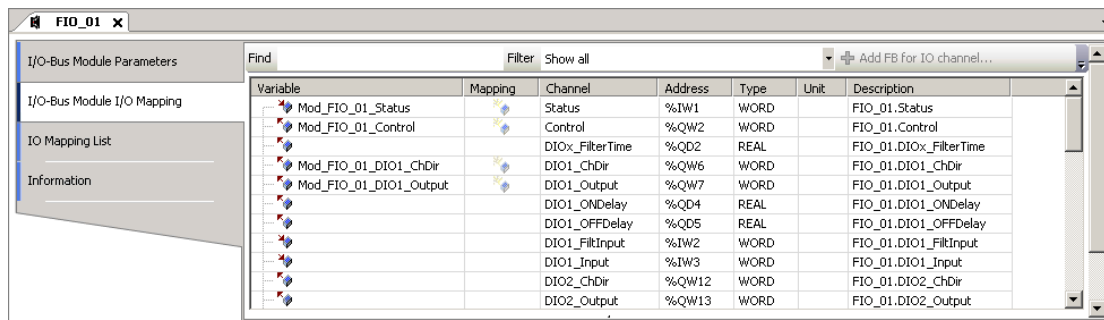 FIO_01 x
I/O-Bus Module Parameters
I/O-Bus Module I/O Mapping
IO Mapping List
Information
Find Filter Show all Add FB for IO channel...
Variable Mapping Channel Address Type Unit Description
Mod_FIO_01_Status Status %IW1 WORD FIO_01.Status
Mod_FIO_01_Control Control %QW2 WORD FIO_01.Control
DIOx_FilterTime %QD2 REAL FIO_01.DIOx_FilterTime
Mod_FIO_01_DIO1_ChDir DIO1_ChDir %QW6 WORD FIO_01.DIO1_ChDir
Mod_FIO_01_DIO1_Output DIO1_Output %QW7 WORD FIO_01.DIO1_Output
DIO1_ONDelay %QD4 REAL FIO_01.DIO1_ONDelay
DIO1_OFFDelay %QD5 REAL FIO_01.DIO1_OFFDelay
DIO1_FiltInput %IW2 WORD FIO_01.DIO1_FiltInput
DIO1_Input %IW3 WORD FIO_01.DIO1_Input
DIO2_ChDir %QW12 WORD FIO_01.DIO2_ChDir
DIO2_Output %QW13 WORD FIO_01.DIO2_Output